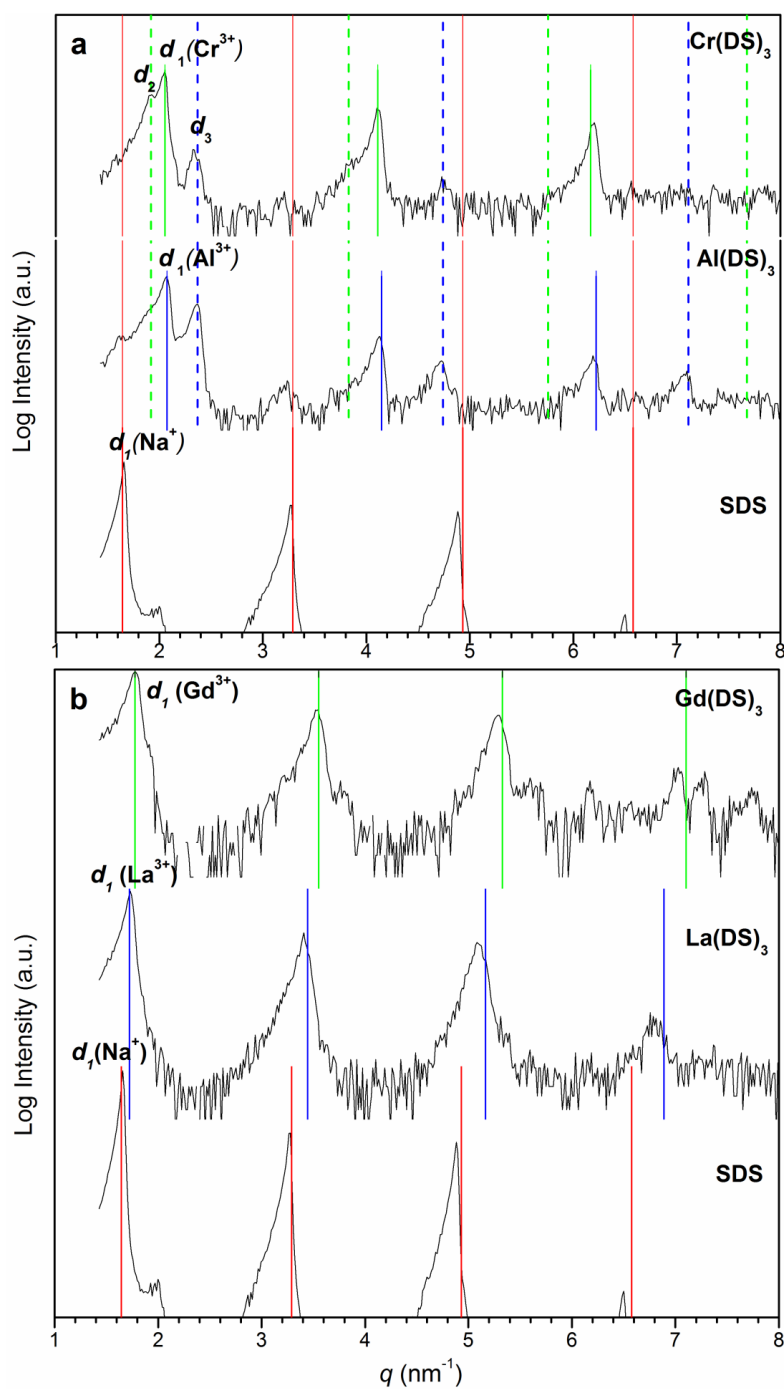 a
d₁(Cr³⁺)
Cr(DS)₃
d₂
d₃
d₁(Al³⁺)
Al(DS)₃
d₁(Na⁺)
SDS
Log Intensity (a.u.)
1 2 3 4 5 6 7 8
b
d₁ (Gd³⁺)
Gd(DS)₃
d₁ (La³⁺)
La(DS)₃
d₁(Na⁺)
SDS
Log Intensity (a.u.)
1 2 3 4 5 6 7 8
q (nm⁻¹)